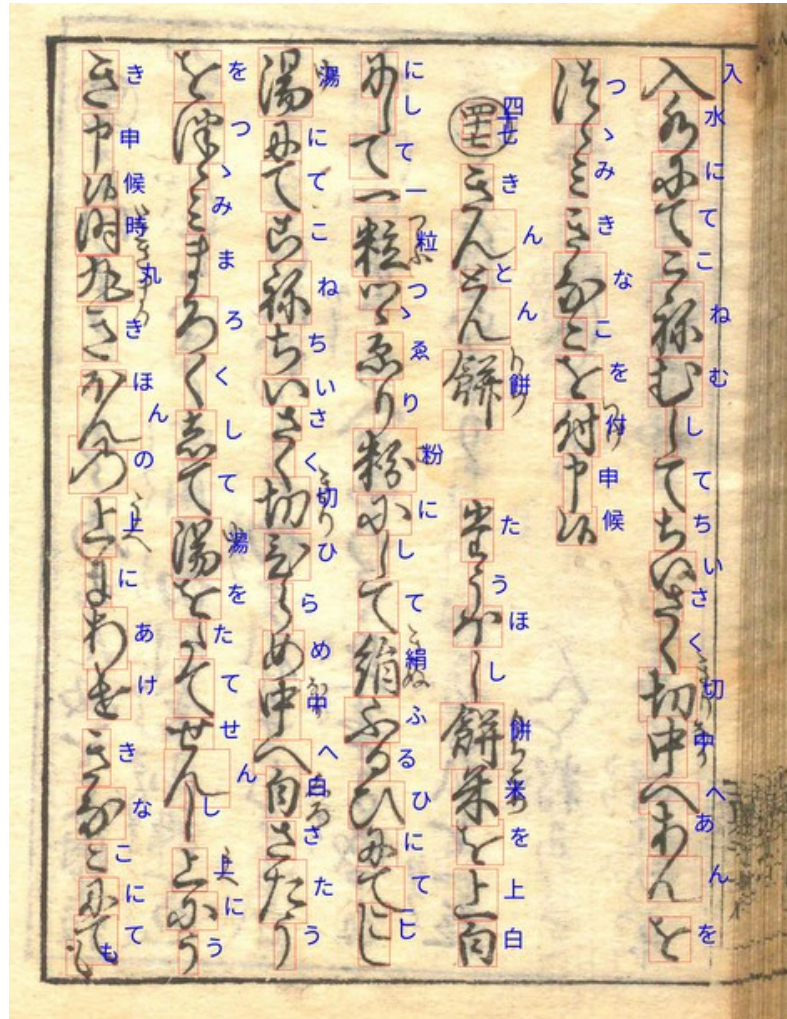 入水にてこねむしてちいさく切中へあんを
つゝみきなこを付申候
四十七 きんとん餅 たうほし餅米を上白
にして一粒つゝゑり粉にして絹ふるひにてにし
湯にてこねちいさく切ひらめ中へ白さたう
をつゝみまろくして湯をたてせんし上にう
き申候時丸きほんの上にあけきなこにても